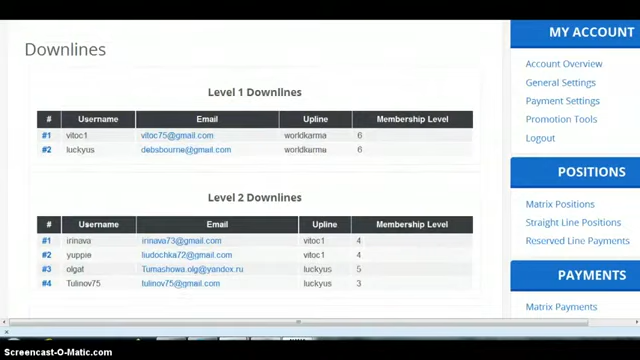 MY ACCOUNT
Downlines
Account Overview
General Settings
Payment Settings
Promotion Tools
Logout
Level 1 Downlines
# Username Email Upline Membership Level
#1 vitoc1 vitoc75@gmail.com worldkarma 6
#2 luckyus debsbourne@gmail.com worldkarma 6
POSITIONS
Matrix Positions
Straight Line Positions
Reserved Line Payments
Level 2 Downlines
# Username Email Upline Membership Level
#1 irinava irinava73@gmail.com vitoc1 4
#2 yuppie liudochka72@gmail.com vitoc1 4
#3 olgat Tumashowa.olg@yandox.ru luckyus 5
#4 Tulinov75 tulinov75@gmail.com luckyus 3
PAYMENTS
Matrix Payments
Screencast-O-Matic.com